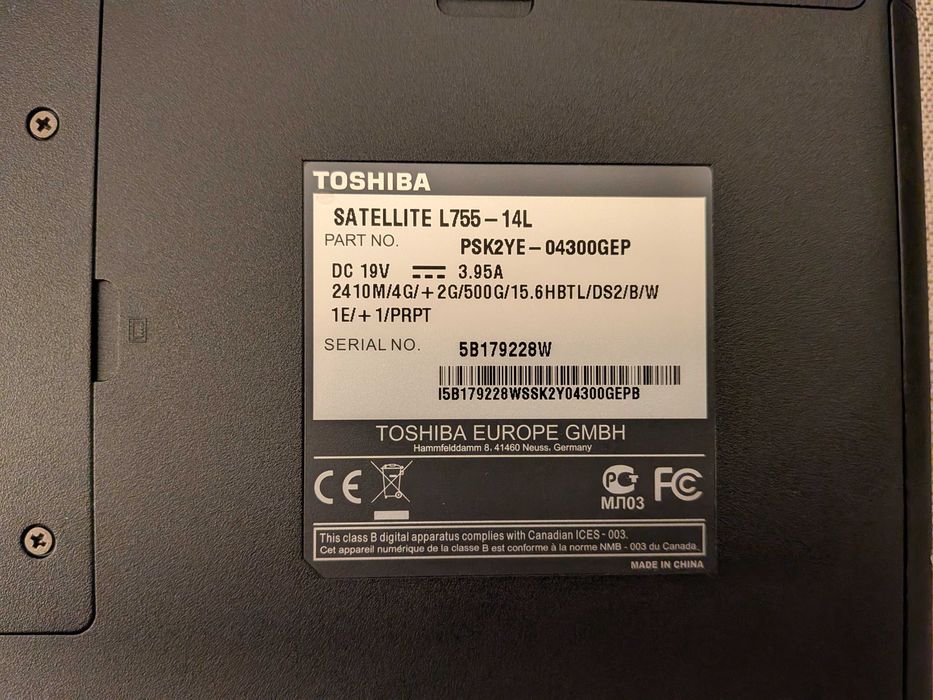 TOSHIBA
SATELLITE L755-14L
PART NO. PSK2YE-04300GEP
DC 19V 3.95A
2410M/4G/+2G/500G/15.6HBTL/DS2/B/W
1E/+1/PRPT
SERIAL NO. 5B179228W
I5B179228WSSK2Y04300GEPB
TOSHIBA EUROPE GMBH
Hammfelddamm 8. 41460 Neuss. Germany
CE РСТ FC
МЛ03
This class B digital apparatus complies with Canadian ICES - 003.
Cet appareil numérique de la classe B est conforme à la norme NMB - 003 du Canada.
MADE IN CHINA